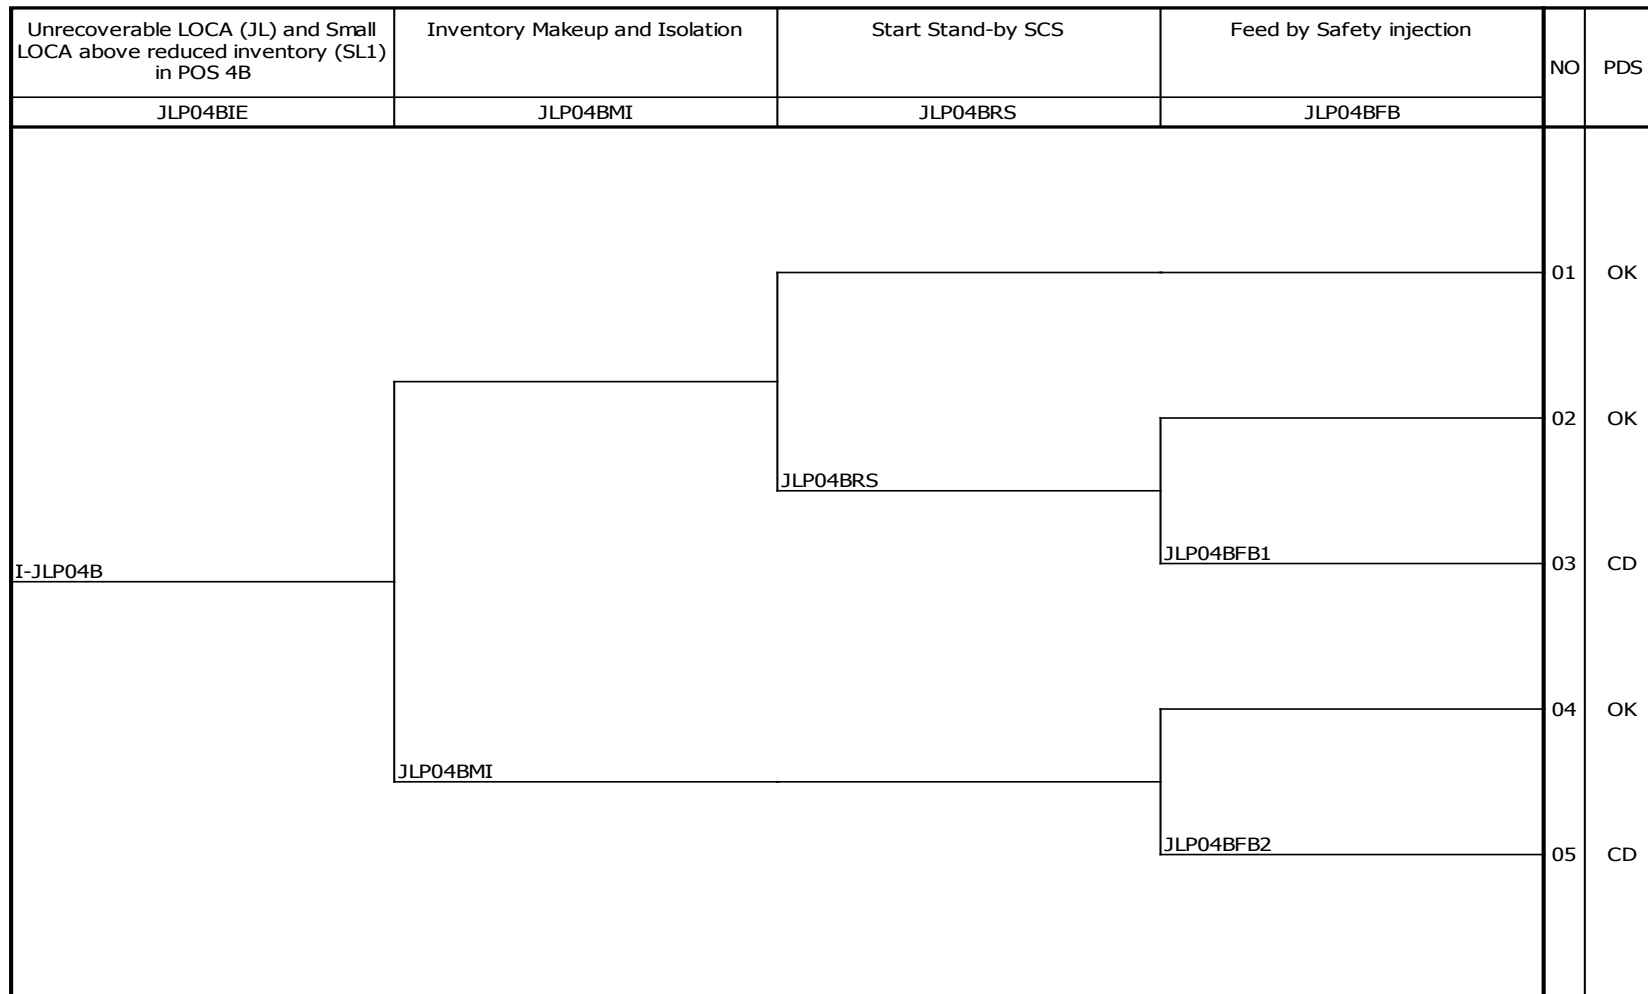 Unrecoverable LOCA (JL) and Small
LOCA above reduced inventory (SL1)
in POS 4B
Inventory Makeup and Isolation
Start Stand-by SCS
Feed by Safety injection
NO
PDS
JLP04BIE
JLP04BMI
JLP04BRS
JLP04BFB
01
OK
02
OK
JLP04BRS
JLP04BFB1
03
CD
I-JLP04B
04
OK
JLP04BMI
JLP04BFB2
05
CD